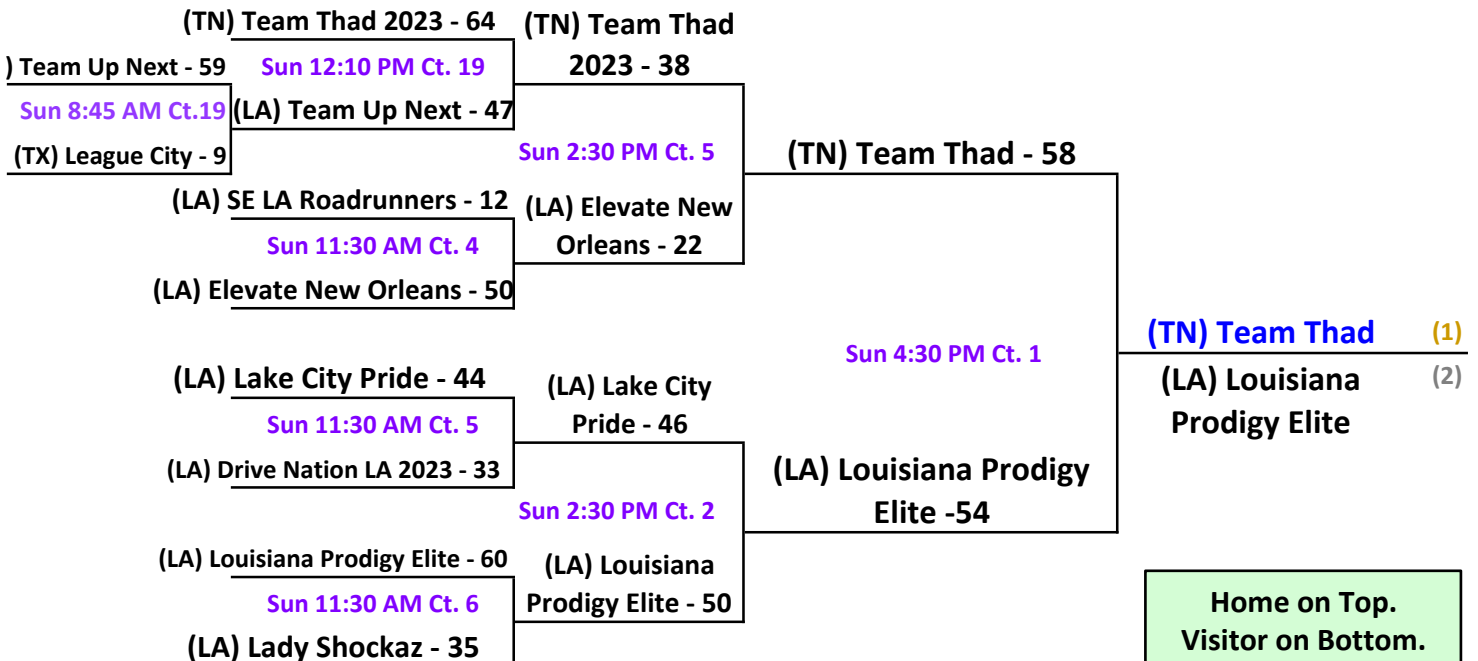 (TN) Team Thad 2023 - 64
(TN) Team Thad
2023 - 38
) Team Up Next - 59
Sun 12:10 PM Ct. 19
Sun 8:45 AM Ct.19
(LA) Team Up Next - 47
(TX) League City - 9
Sun 2:30 PM Ct. 5
(TN) Team Thad - 58
(LA) SE LA Roadrunners - 12
(LA) Elevate New
Orleans - 22
Sun 11:30 AM Ct. 4
(LA) Elevate New Orleans - 50
(TN) Team Thad (1)
Sun 4:30 PM Ct. 1
(LA) Louisiana (2)
Prodigy Elite
(LA) Lake City Pride - 44
(LA) Lake City
Pride - 46
Sun 11:30 AM Ct. 5
(LA) Drive Nation LA 2023 - 33
(LA) Louisiana Prodigy
Elite -54
Sun 2:30 PM Ct. 2
(LA) Louisiana Prodigy Elite - 60
(LA) Louisiana
Prodigy Elite - 50
Sun 11:30 AM Ct. 6
(LA) Lady Shockaz - 35
Home on Top.
Visitor on Bottom.